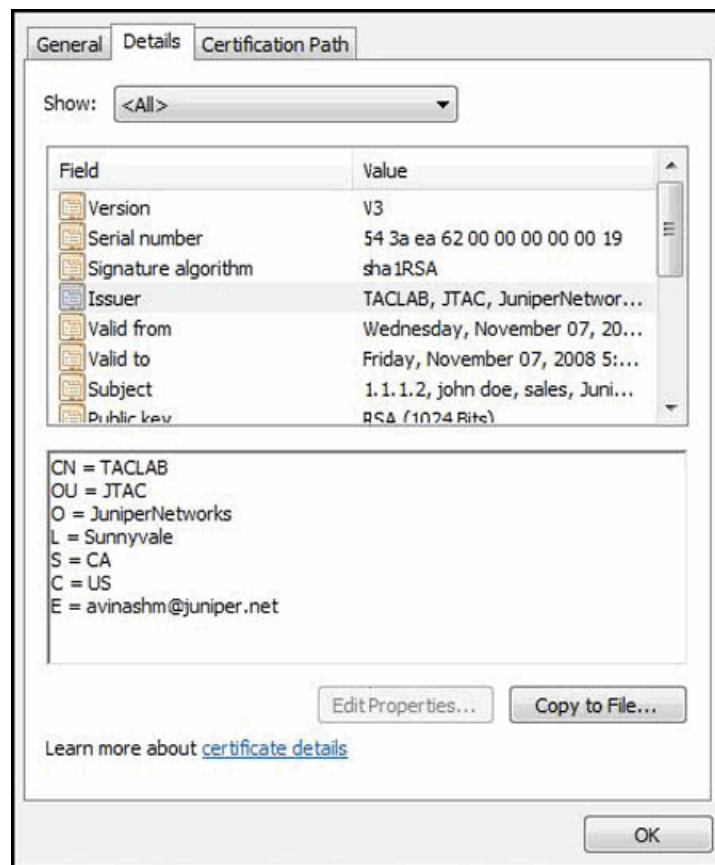 General Details Certification Path
Show: <All>
Field Value
Version V3
Serial number 54 3a ea 62 00 00 00 00 00 19
Signature algorithm sha1RSA
Issuer TACLAB, JTAC, JuniperNetwor...
Valid from Wednesday, November 07, 20...
Valid to Friday, November 07, 2008 5:...
Subject 1.1.1.2, john doe, sales, Juni...
Public key RSA (1024 Bits)
CN = TACLAB
OU = JTAC
O = JuniperNetworks
L = Sunnyvale
S = CA
C = US
E = avinashm@juniper.net
Edit Properties... Copy to File...
Learn more about certificate details
OK